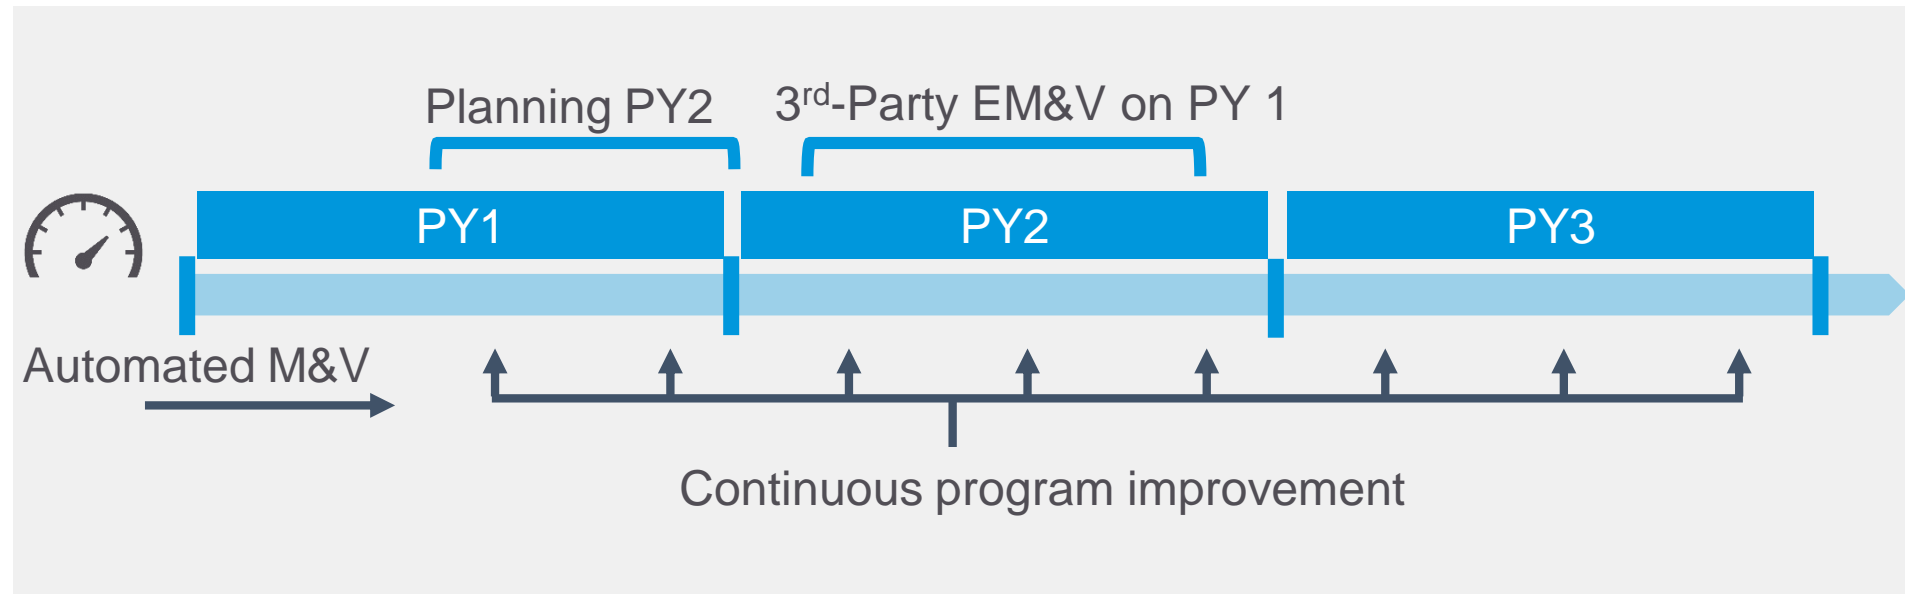 Planning PY2
3rd-Party EM&V on PY 1
PY1
PY2
PY3
Automated M&V
Continuous program improvement